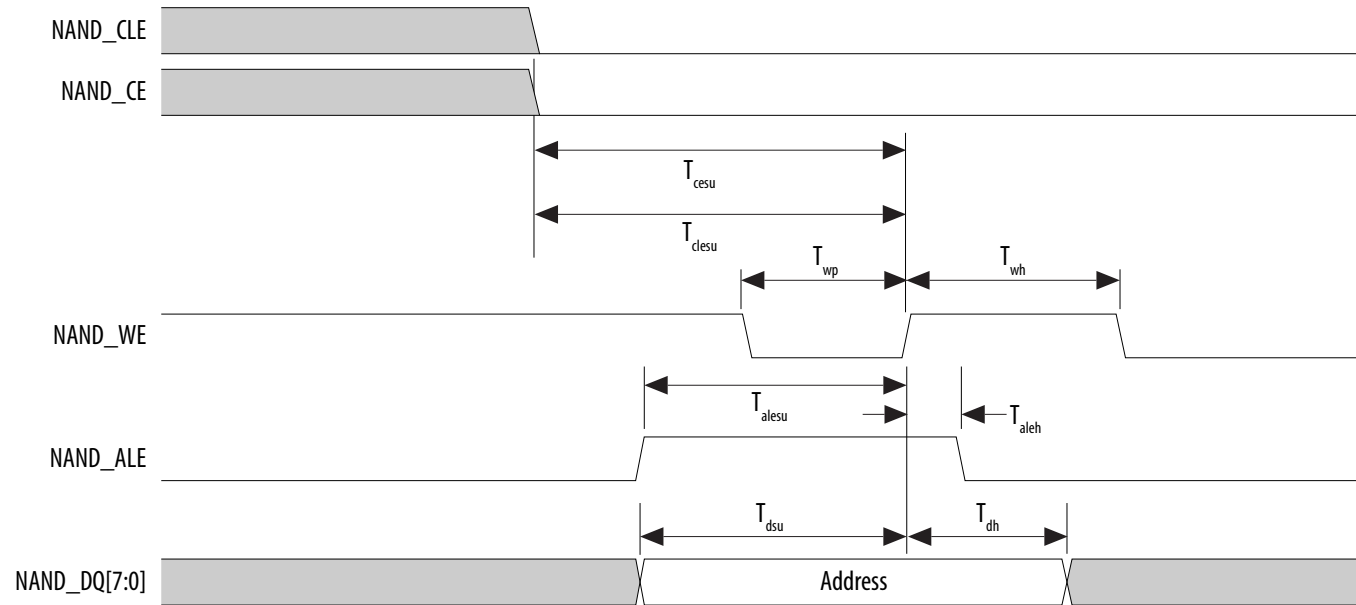 NAND_CLE
NAND_CE
Tcesu
Tclesu
Twp
Twh
NAND_WE
Talesu
Taleh
NAND_ALE
Tdsu
Tdh
NAND_DQ[7:0]
Address